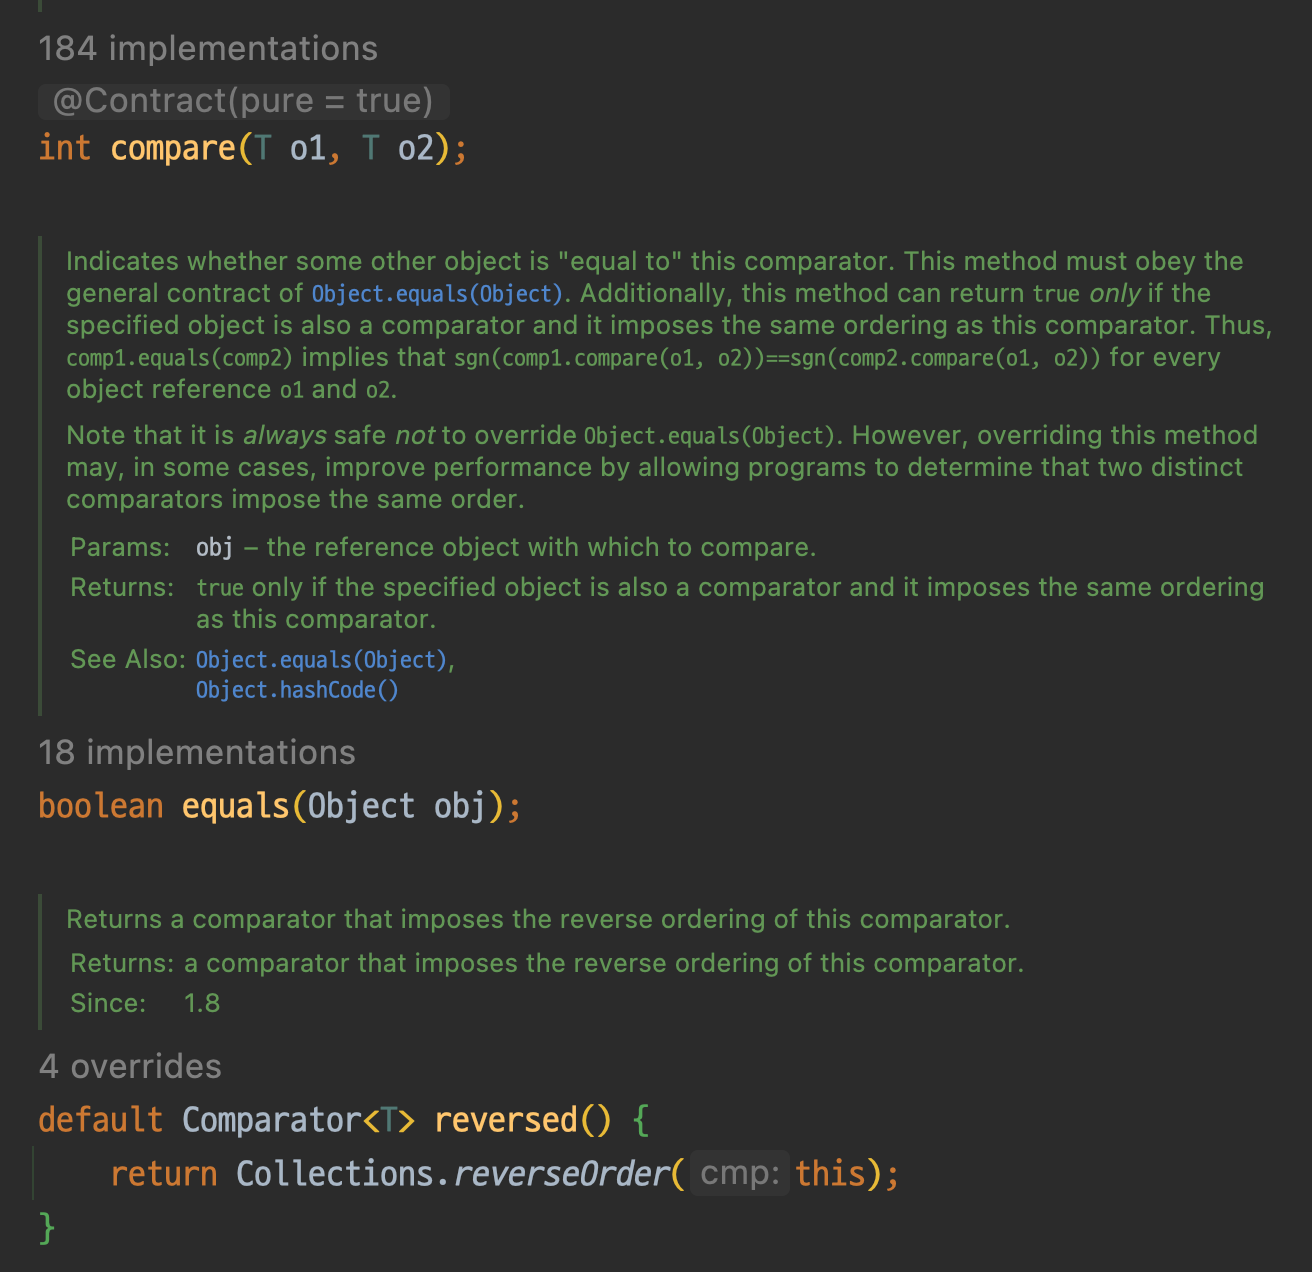 184 implementations
@Contract(pure = true)
int compare(T o1, T o2);
Indicates whether some other object is "equal to" this comparator. This method must obey the
general contract of Object.equals(Object). Additionally, this method can return true only if the
specified object is also a comparator and it imposes the same ordering as this comparator. Thus,
comp1.equals(comp2) implies that sgn(comp1.compare(o1, o2))==sgn(comp2.compare(o1, o2)) for every
object reference o1 and o2.
Note that it is always safe not to override Object.equals(Object). However, overriding this method
may, in some cases, improve performance by allowing programs to determine that two distinct
comparators impose the same order.
Params: obj – the reference object with which to compare.
Returns: true only if the specified object is also a comparator and it imposes the same ordering
as this comparator.
See Also: Object.equals(Object),
Object.hashCode()
18 implementations
boolean equals(Object obj);
Returns a comparator that imposes the reverse ordering of this comparator.
Returns: a comparator that imposes the reverse ordering of this comparator.
Since: 1.8
4 overrides
default Comparator<T> reversed() {
return Collections.reverseOrder( cmp: this);
}